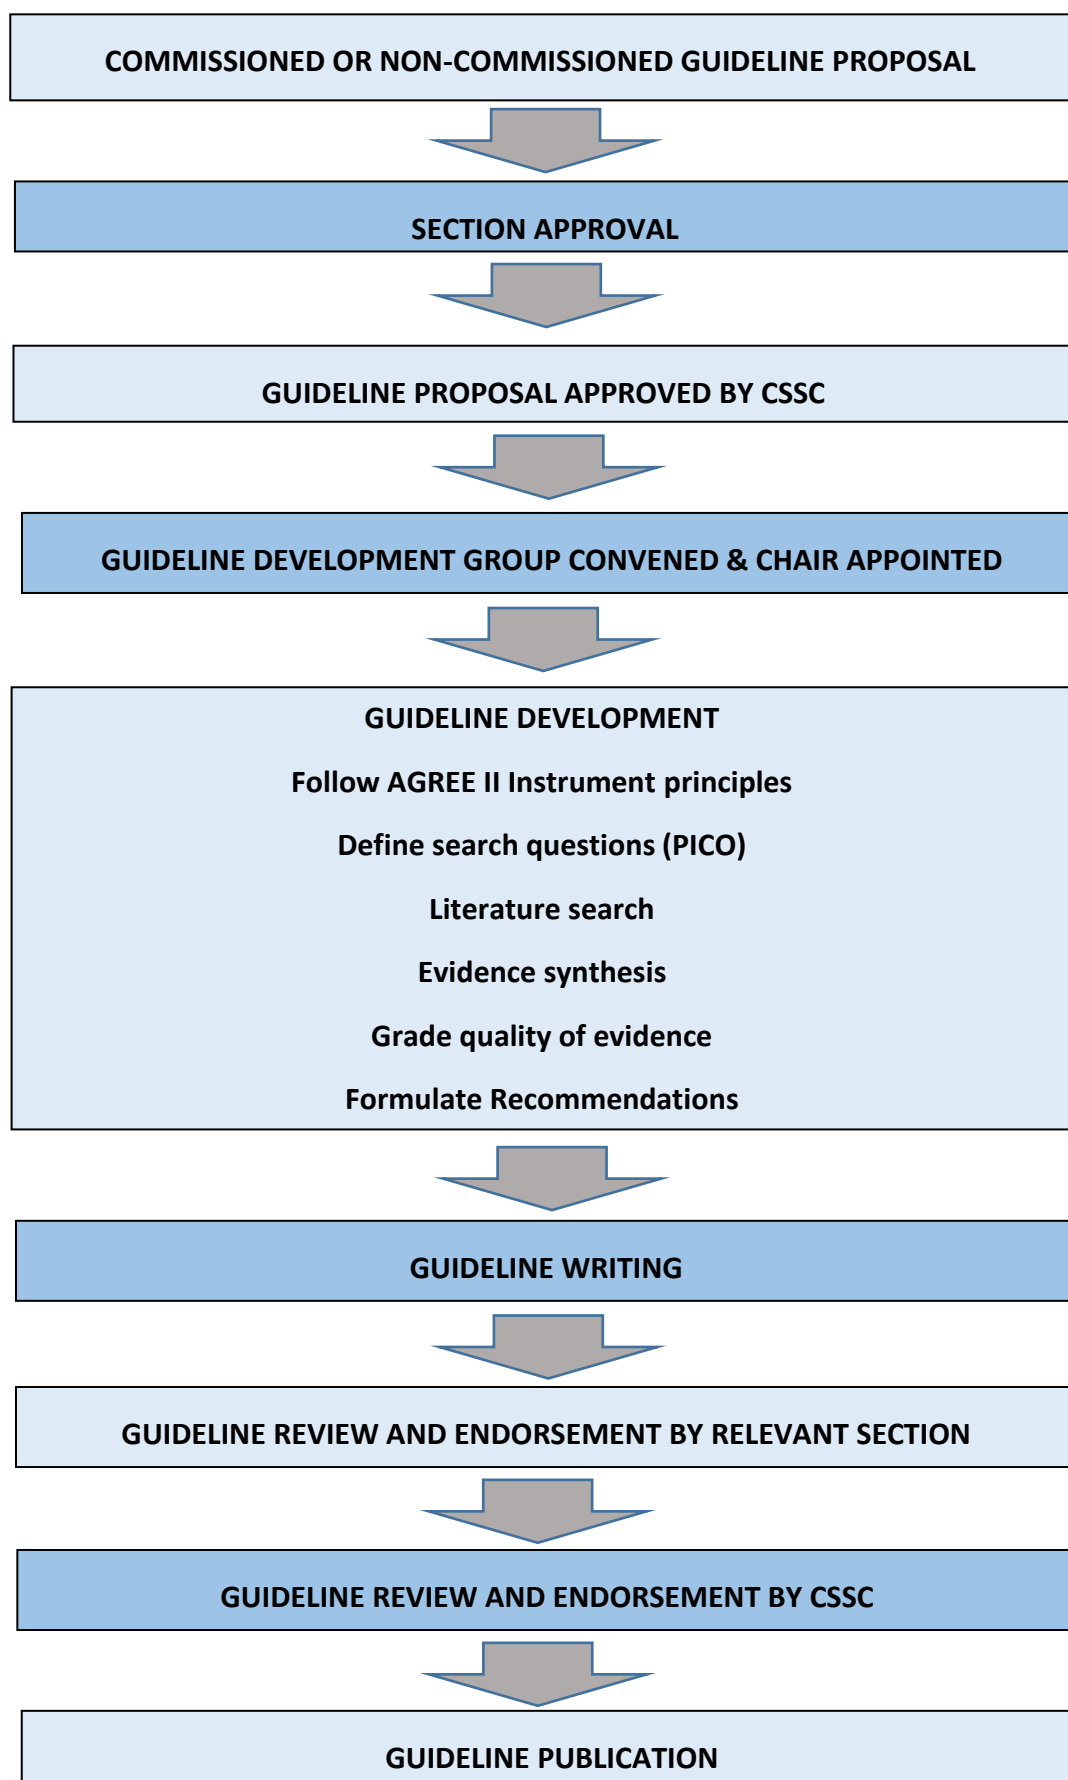 COMMISSIONED OR NON-COMMISSIONED GUIDELINE PROPOSAL
SECTION APPROVAL
GUIDELINE PROPOSAL APPROVED BY CSSC
GUIDELINE DEVELOPMENT GROUP CONVENED & CHAIR APPOINTED
GUIDELINE DEVELOPMENT
Follow AGREE II Instrument principles
Define search questions (PICO)
Literature search
Evidence synthesis
Grade quality of evidence
Formulate Recommendations
GUIDELINE WRITING
GUIDELINE REVIEW AND ENDORSEMENT BY RELEVANT SECTION
GUIDELINE REVIEW AND ENDORSEMENT BY CSSC
GUIDELINE PUBLICATION